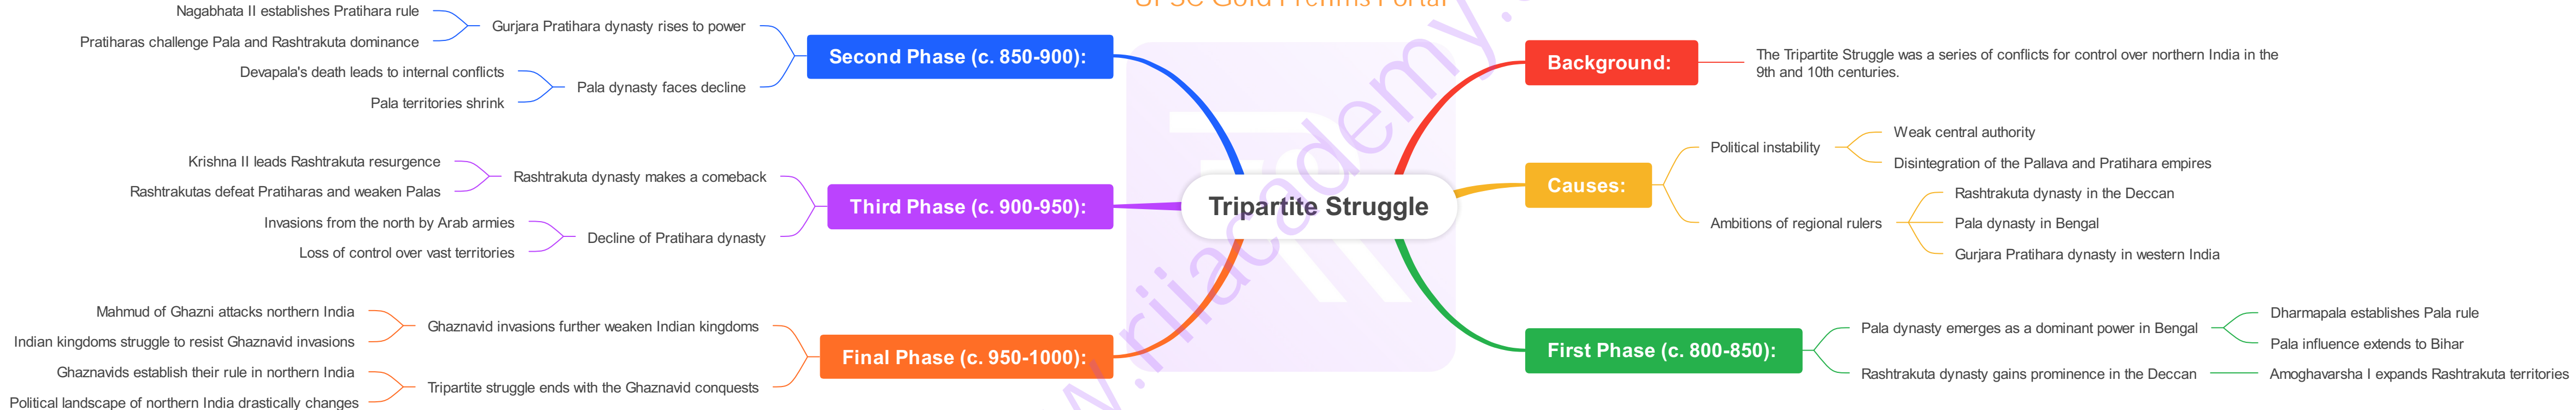 UPSC Gold Prelims Portal
Tripartite Struggle
Background:
The Tripartite Struggle was a series of conflicts for control over northern India in the
9th and 10th centuries.
Causes:
Political instability
Weak central authority
Disintegration of the Pallava and Pratihara empires
Ambitions of regional rulers
Rashtrakuta dynasty in the Deccan
Pala dynasty in Bengal
Gurjara Pratihara dynasty in western India
First Phase (c. 800-850):
Pala dynasty emerges as a dominant power in Bengal
Dharmapala establishes Pala rule
Pala influence extends to Bihar
Rashtrakuta dynasty gains prominence in the Deccan
Amoghavarsha I expands Rashtrakuta territories
Second Phase (c. 850-900):
Gurjara Pratihara dynasty rises to power
Nagabhata II establishes Pratihara rule
Pratiharas challenge Pala and Rashtrakuta dominance
Pala dynasty faces decline
Devapala's death leads to internal conflicts
Pala territories shrink
Third Phase (c. 900-950):
Rashtrakuta dynasty makes a comeback
Krishna II leads Rashtrakuta resurgence
Rashtrakutas defeat Pratiharas and weaken Palas
Decline of Pratihara dynasty
Invasions from the north by Arab armies
Loss of control over vast territories
Final Phase (c. 950-1000):
Ghaznavid invasions further weaken Indian kingdoms
Mahmud of Ghazni attacks northern India
Indian kingdoms struggle to resist Ghaznavid invasions
Tripartite struggle ends with the Ghaznavid conquests
Ghaznavids establish their rule in northern India
Political landscape of northern India drastically changes
w.rijiacademy.